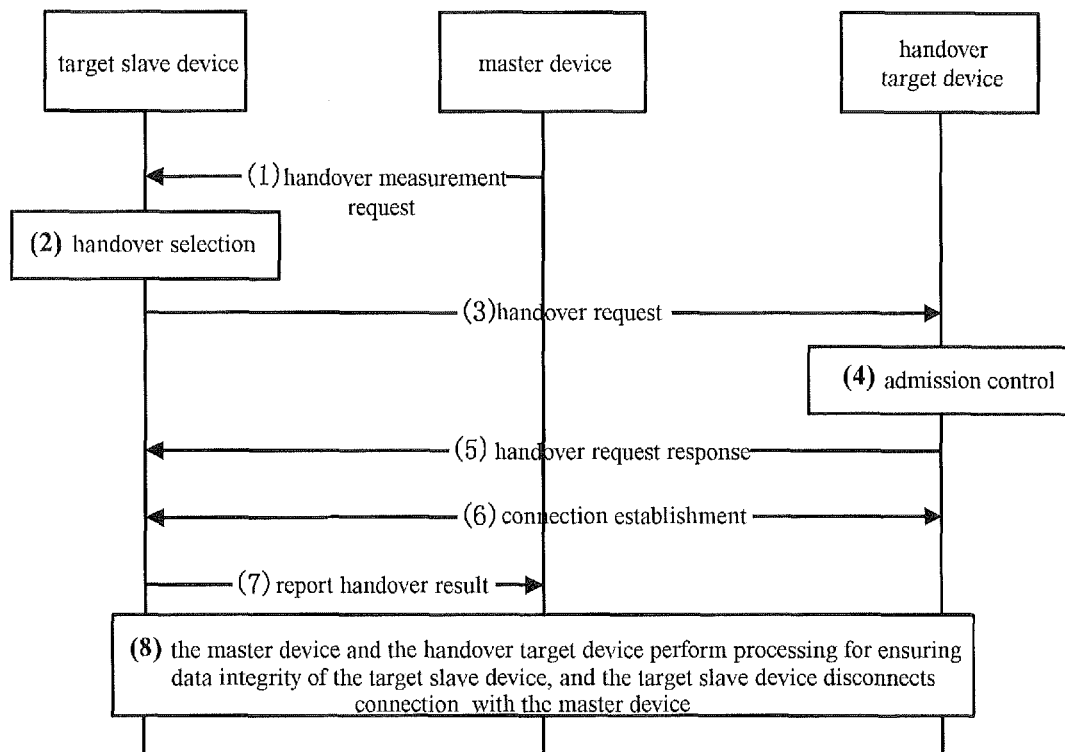 target slave device
master device
handover
target device
(1) handover measurement
request
(2) handover selection
(3) handover request
(4) admission control
(5) handover request response
(6) connection establishment
(7) report handover result
(8) the master device and the handover target device perform processing for ensuring
data integrity of the target slave device, and the target slave device disconnects
connection with the master device